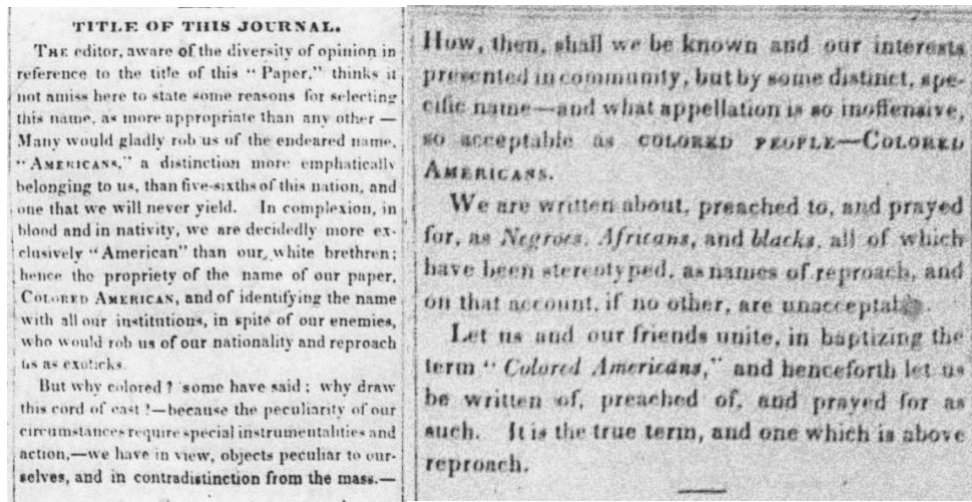 TITLE OF THIS JOURNAL.
THE editor, aware of the diversity of opinion in
reference to the title of this "Paper," thinks it
not amiss here to state some reasons for selecting
this name, as more appropriate than any other—
Many would gladly rob us of the endeared name,
"AMERICANS," a distinction more emphatically
belonging to us, than five-sixths of this nation, and
one that we will never yield. In complexion, in
blood and in nativity, we are decidedly more ex-
clusively "American" than our white brethren;
hence the propriety of the name of our paper,
COLORED AMERICAN, and of identifying the name
with all our institutions, in spite of our enemies,
who would rob us of our nationality and reproach
us as exoticks.
But why colored? some have said; why draw
this cord of cast?—because the peculiarity of our
circumstances require special instrumentalities and
action,—we have in view, objects peculiar to our-
selves, and in contradistinction from the mass.—
How, then, shall we be known and our interests
presented in community, but by some distinct, spe-
cific name—and what appellation is so inoffensive,
so acceptable as COLORED PEOPLE—COLORED
AMERICANS.
We are written about, preached to, and prayed
for, as Negroes, Africans, and blacks, all of which
have been stereotyped, as names of reproach, and
on that account, if no other, are unacceptable.
Let us and our friends unite, in baptizing the
term "Colored Americans," and henceforth let us
be written of, preached of, and prayed for as
such. It is the true term, and one which is above
reproach.